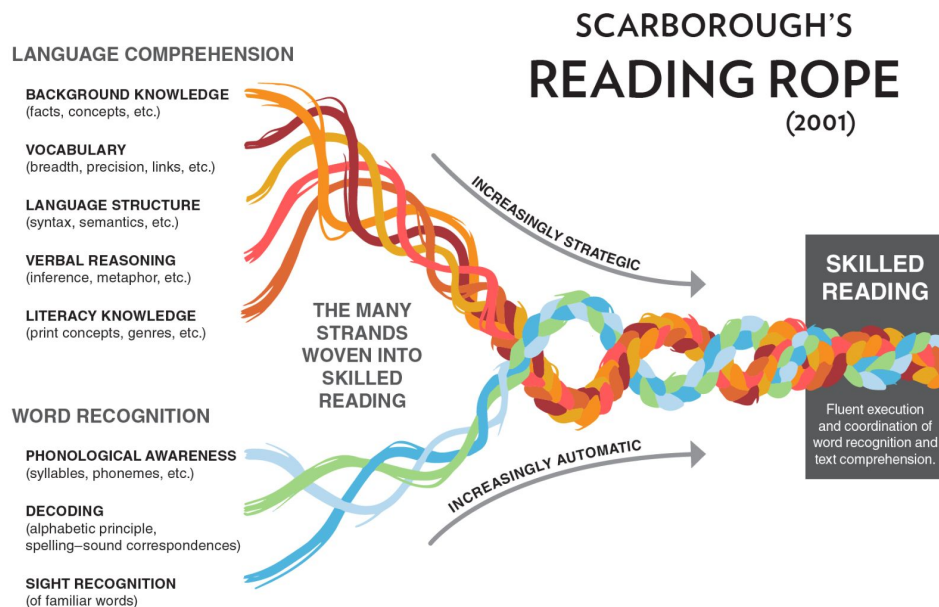 SCARBOROUGH'S
READING ROPE
(2001)
LANGUAGE COMPREHENSION
BACKGROUND KNOWLEDGE
(facts, concepts, etc.)
VOCABULARY
(breadth, precision, links, etc.)
LANGUAGE STRUCTURE
(syntax, semantics, etc.)
VERBAL REASONING
(inference, metaphor, etc.)
LITERACY KNOWLEDGE
(print concepts, genres, etc.)
WORD RECOGNITION
PHONOLOGICAL AWARENESS
(syllables, phonemes, etc.)
DECODING
(alphabetic principle,
spelling–sound correspondences)
SIGHT RECOGNITION
(of familiar words)
THE MANY
STRANDS
WOVEN INTO
SKILLED
READING
INCREASINGLY STRATEGIC
INCREASINGLY AUTOMATIC
SKILLED
READING
Fluent execution
and coordination of
word recognition and
text comprehension.